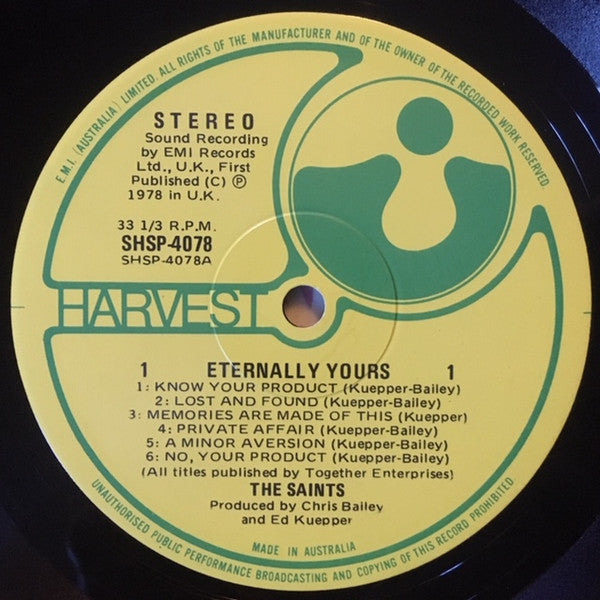 E.M.I. (AUSTRALIA) LIMITED. ALL RIGHTS OF THE MANUFACTURER AND OF THE OWNER OF THE RECORDED WORK RESERVED.
STEREO
Sound Recording
by EMI Records
Ltd., U.K., First
Published (C) Ⓟ
1978 in U.K.
33 1/3 R.P.M.
SHSP-4078
SHSP-4078A
HARVEST
1 ETERNALLY YOURS 1
1: KNOW YOUR PRODUCT (Kuepper-Bailey)
2: LOST AND FOUND (Kuepper-Bailey)
3: MEMORIES ARE MADE OF THIS (Kuepper)
4: PRIVATE AFFAIR (Kuepper-Bailey)
5: A MINOR AVERSION (Kuepper-Bailey)
6: NO, YOUR PRODUCT (Kuepper-Bailey)
(All titles published by Together Enterprises)
THE SAINTS
Produced by Chris Bailey
and Ed Kuepper
MADE IN AUSTRALIA
UNAUTHORISED PUBLIC PERFORMANCE BROADCASTING AND COPYING OF THIS RECORD PROHIBITED